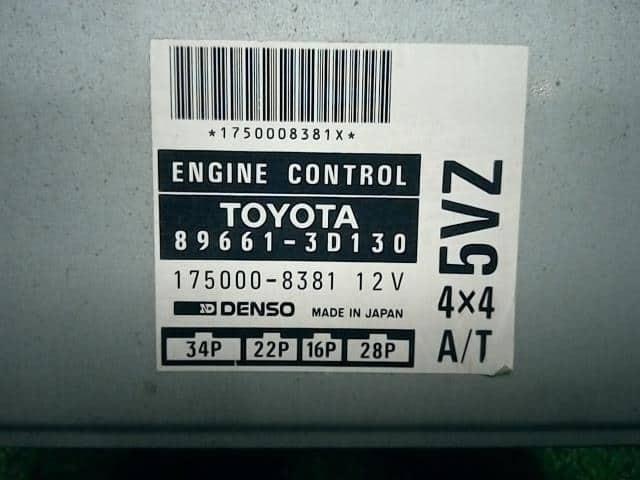 *1750008381X*
ENGINE CONTROL
TOYOTA
89661-3D130
175000-8381 12V
ND DENSO MADE IN JAPAN
34P 22P 16P 28P
5VZ
4×4
A/T